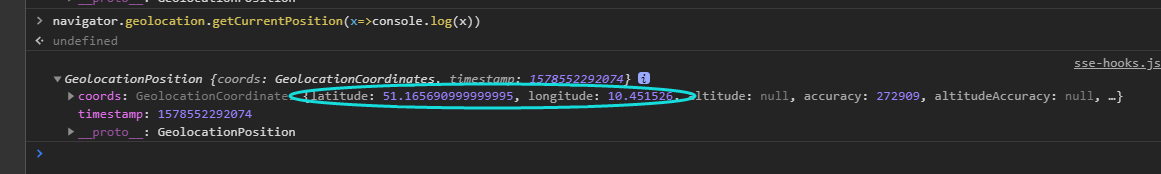 ▶ __proto__: GeolocationPosition
> navigator.geolocation.getCurrentPosition(x=>console.log(x))
undefined
sse-hooks.js
▼GeolocationPosition {coords: GeolocationCoordinates, timestamp: 1578552292074} i
▶ coords: GeolocationCoordinate {latitude: 51.165690999999995, longitude: 10.451526, altitude: null, accuracy: 272909, altitudeAccuracy: null, …}
timestamp: 1578552292074
▶ __proto__: GeolocationPosition
>